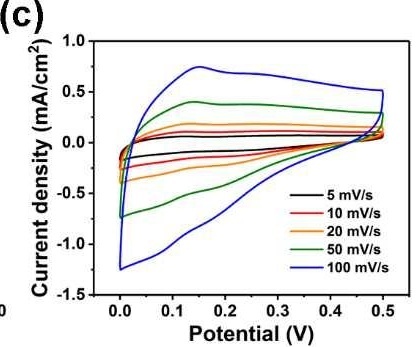 (c)
Current density (mA/cm²)
1.0
0.5
0.0
-0.5
-1.0
-1.5
5 mV/s
10 mV/s
20 mV/s
50 mV/s
100 mV/s
0
0.0 0.1 0.2 0.3 0.4 0.5
Potential (V)